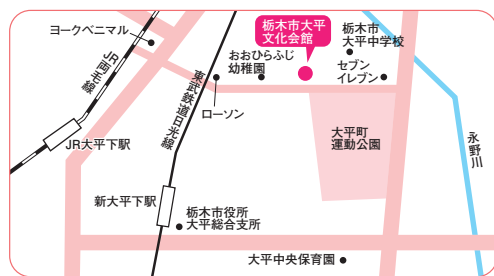 ヨークベニマル
JR両毛線
東武鉄道日光線
おおひらふじ
幼稚園
栃木市大平
文化会館
栃木市
大平中学校
セブン
イレブン
ローソン
JR大平下駅
大平町
運動公園
永野川
新大平下駅
栃木市役所
大平総合支所
大平中央保育園